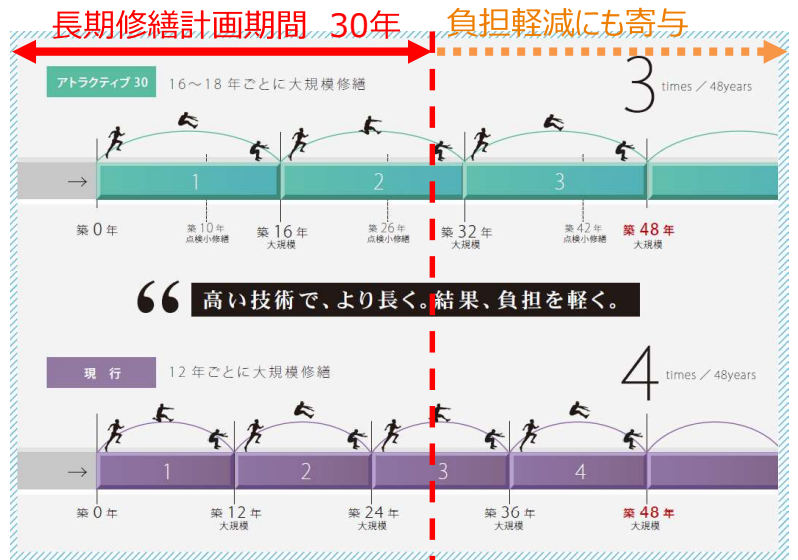 長期修繕計画期間 30年
負担軽減にも寄与
アトラクティブ 30
16〜18 年ごとに大規模修繕
3 times / 48years
→ 1 2 3
築 0 年
築 10 年
点検小修繕
築 16 年
大規模
築 26 年
点検小修繕
築 32 年
大規模
築 42 年
点検小修繕
築 48 年
大規模
“ 高い技術で、より長く。結果、負担を軽く。
現 行
12 年ごとに大規模修繕
4 times / 48years
→ 1 2 3 4
築 0 年
築 12 年
大規模
築 24 年
大規模
築 36 年
大規模
築 48 年
大規模